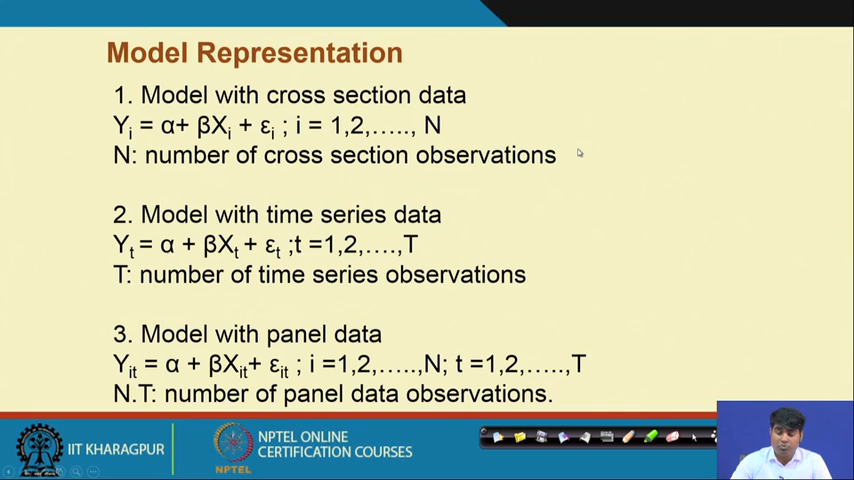 Model Representation
1. Model with cross section data
Yi = α+ βXi + εi ; i = 1,2,….., N
N: number of cross section observations
2. Model with time series data
Yt = α + βXt + εt ;t =1,2,….,T
T: number of time series observations
3. Model with panel data
Yit = α + βXit+ εit ; i =1,2,…..,N; t =1,2,…..,T
N.T: number of panel data observations.
IIT KHARAGPUR
NPTEL
NPTEL ONLINE
CERTIFICATION COURSES